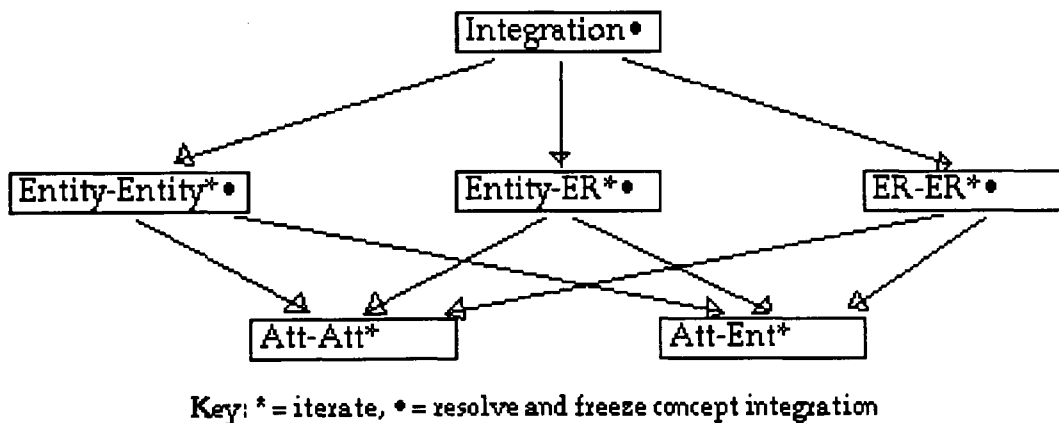 Integration•
Entity-Entity*• Entity-ER*• ER-ER*•
Att-Att* Att-Ent*
Key: * = iterate, • = resolve and freeze concept integration